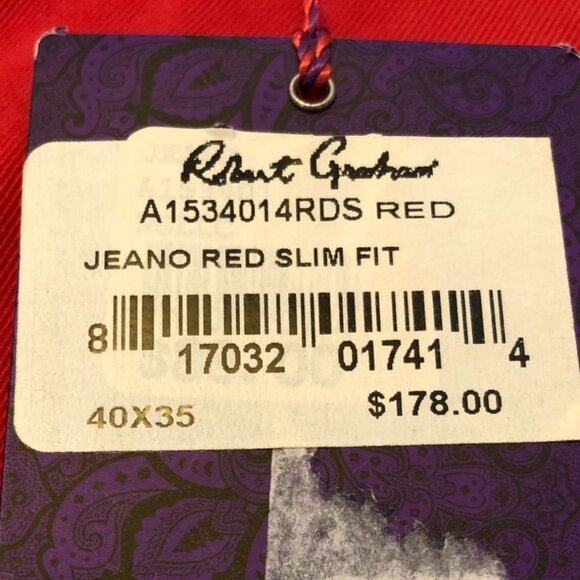 Robert Graham
A1534014RDS RED
JEANO RED SLIM FIT
8 17032 01741 4
40X35 $178.00